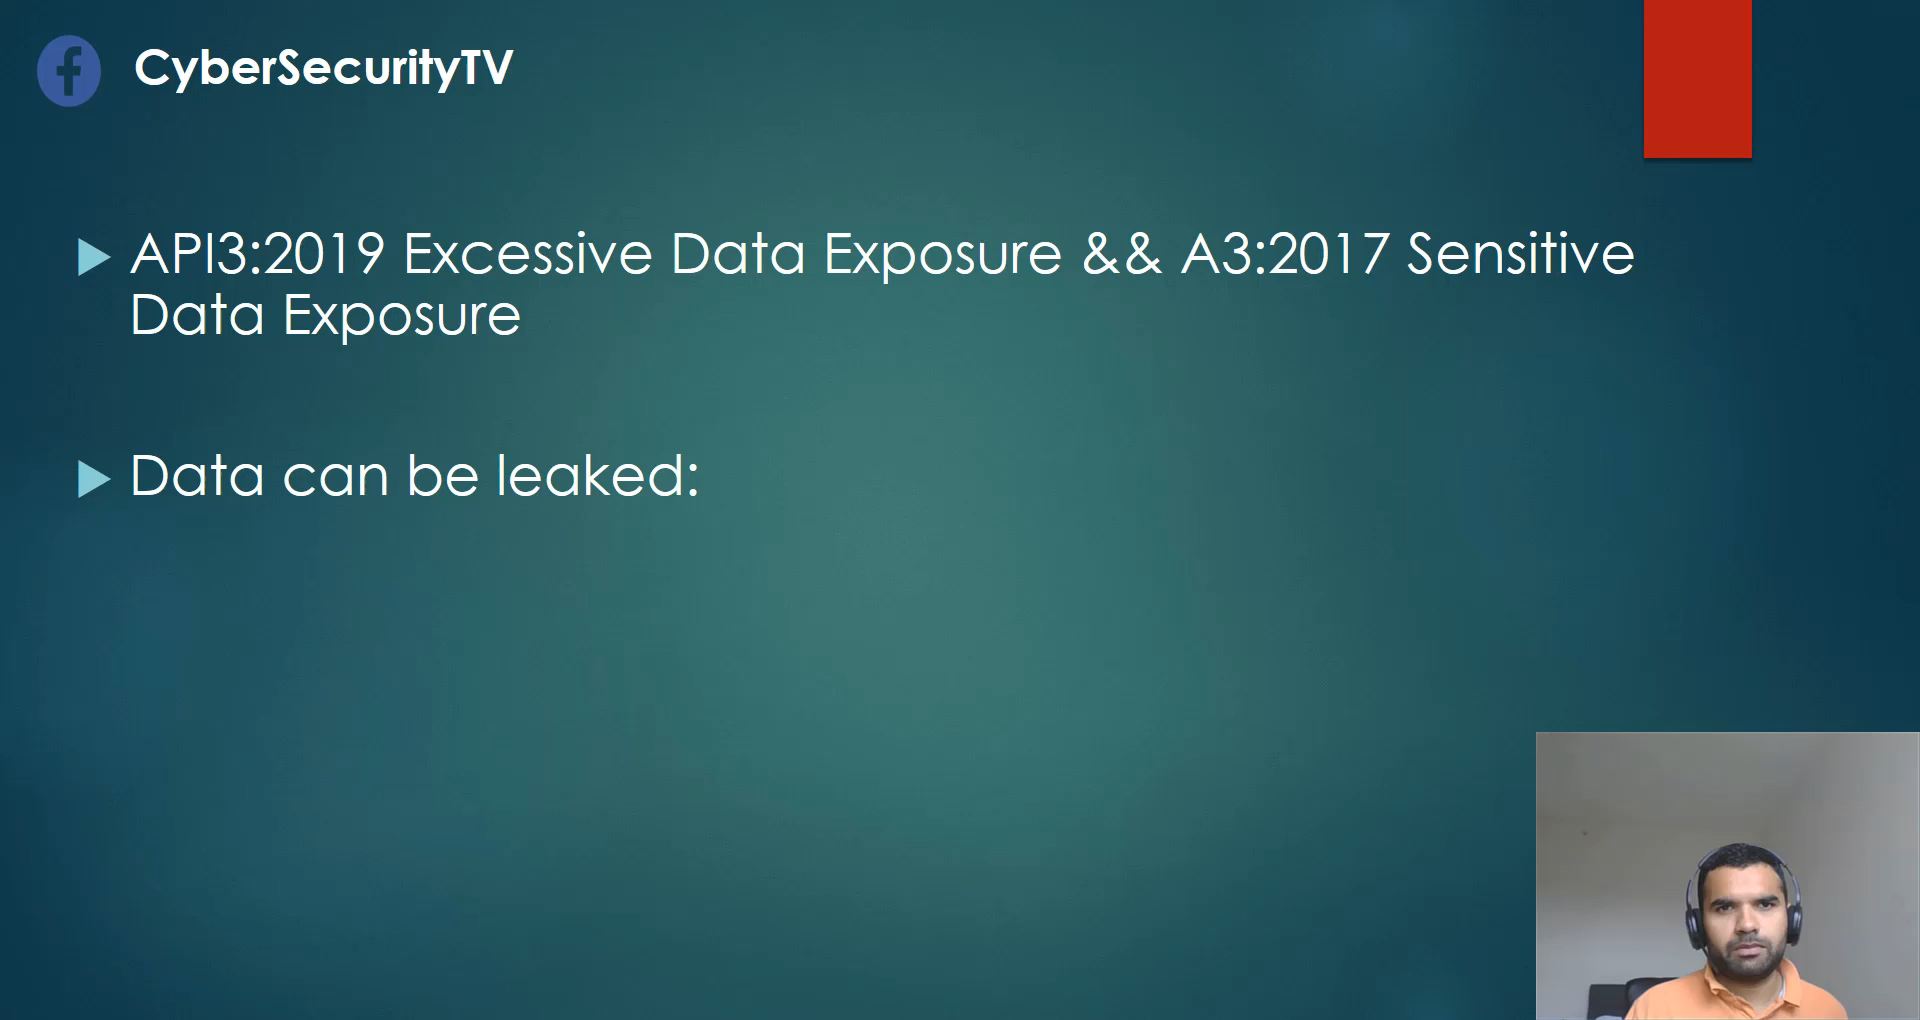 CyberSecurityTV
API3:2019 Excessive Data Exposure && A3:2017 Sensitive
Data Exposure
Data can be leaked: